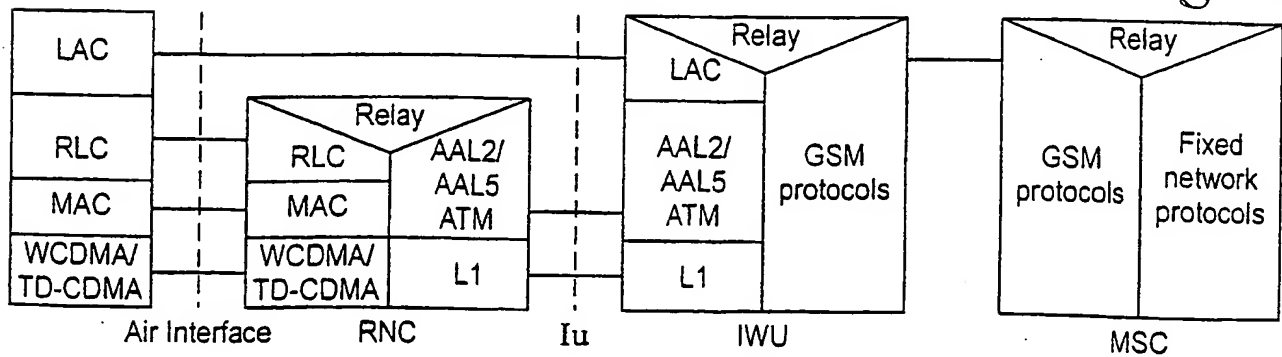 LAC
RLC
MAC
WCDMA/
TD-CDMA
Air Interface
Relay
RLC
MAC
WCDMA/
TD-CDMA
AAL2/
AAL5
ATM
L1
RNC
Iu
Relay
LAC
AAL2/
AAL5
ATM
L1
GSM
protocols
IWU
Relay
GSM
protocols
Fixed
network
protocols
MSC